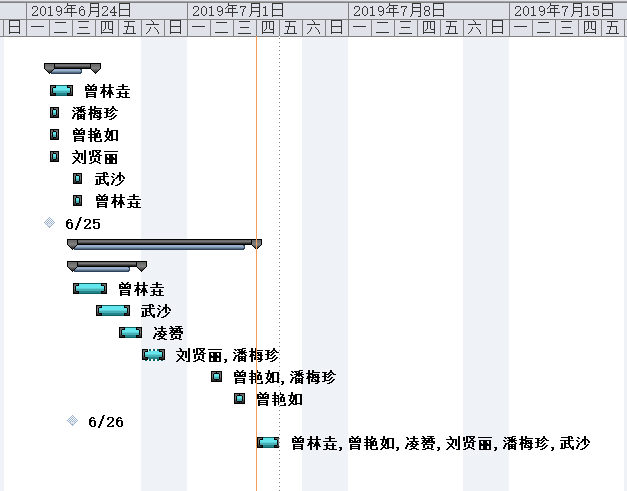 2019年6月24日 2019年7月1日 2019年7月8日 2019年7月15日
日 一 二 三 四 五 六 日 一 二 三 四 五 六 日 一 二 三 四 五 六 日 一 二 三 四 五
曾林垚
潘梅珍
曾艳如
刘贤丽
武沙
曾林垚
6/25
曾林垚
武沙
凌赟
刘贤丽,潘梅珍
曾艳如,潘梅珍
曾艳如
6/26
曾林垚,曾艳如,凌赟,刘贤丽,潘梅珍,武沙